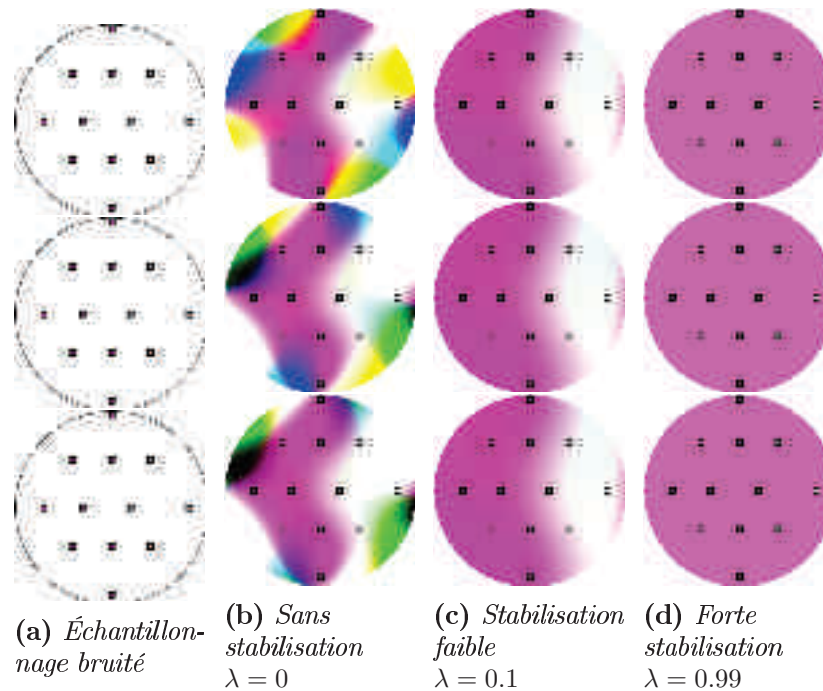 (a) Échantillon-
nage bruité
(b) Sans
stabilisation
λ = 0
(c) Stabilisation
faible
λ = 0.1
(d) Forte
stabilisation
λ = 0.99